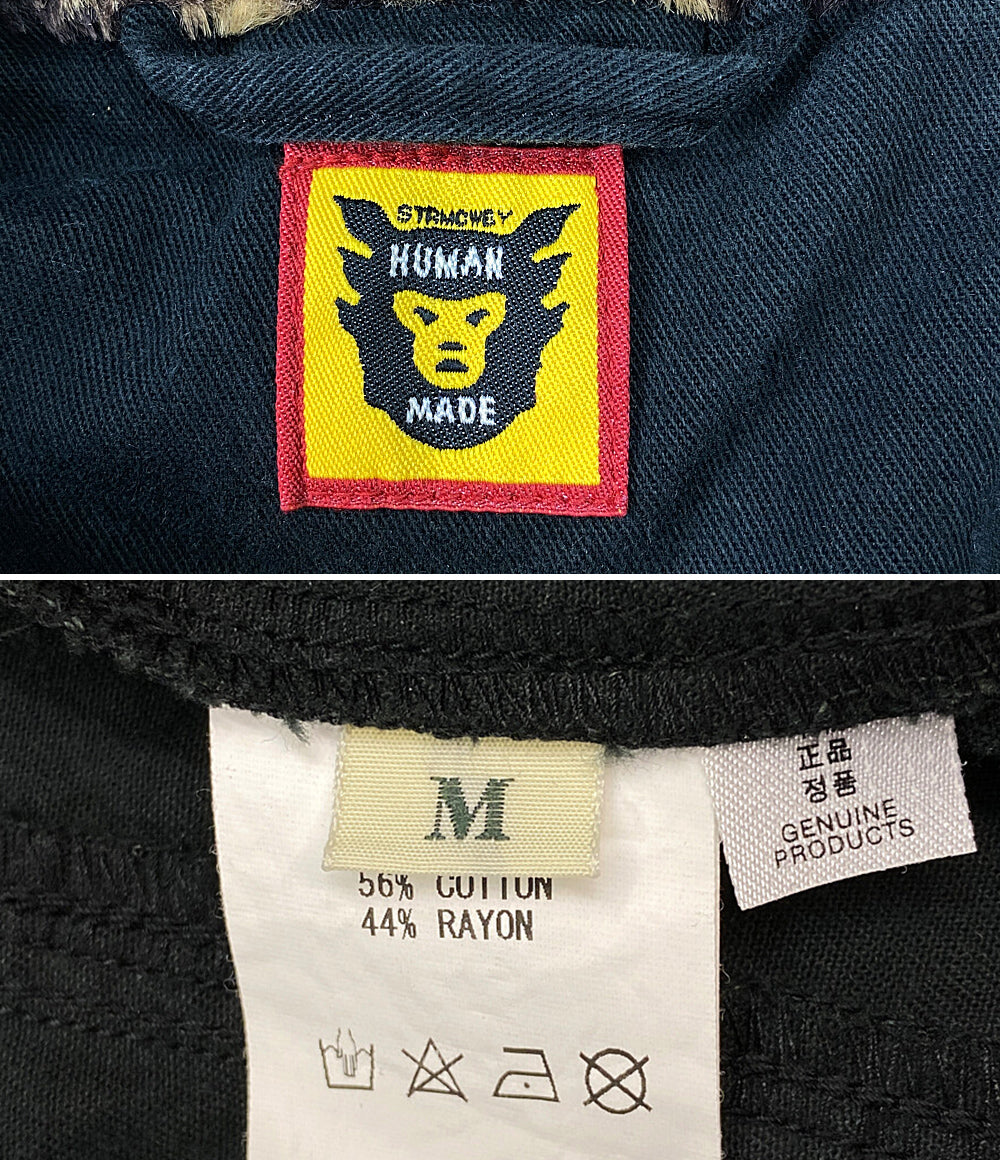 STRMCWEY
HUMAN
MADE
M
56% COTTON
44% RAYON
正品
정품
GENUINE
PRODUCTS